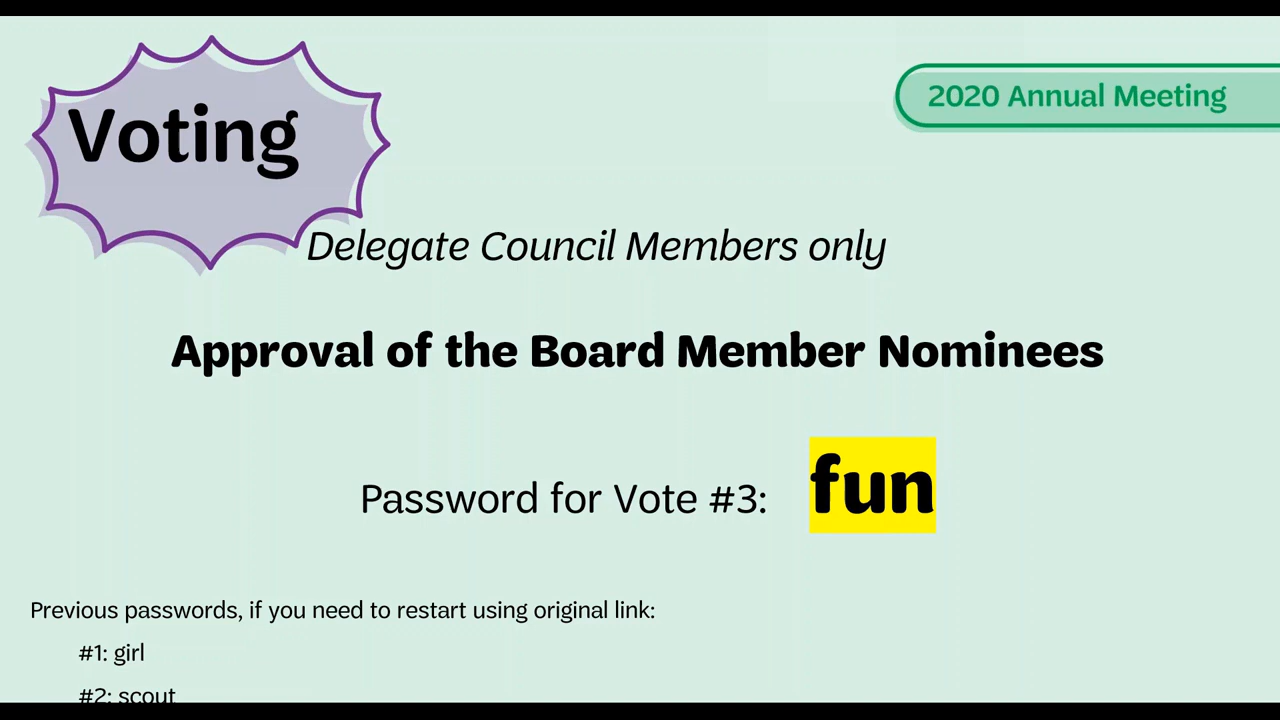 Voting
2020 Annual Meeting
Delegate Council Members only
Approval of the Board Member Nominees
Password for Vote #3: fun
Previous passwords, if you need to restart using original link:
#1: girl
#2: scout